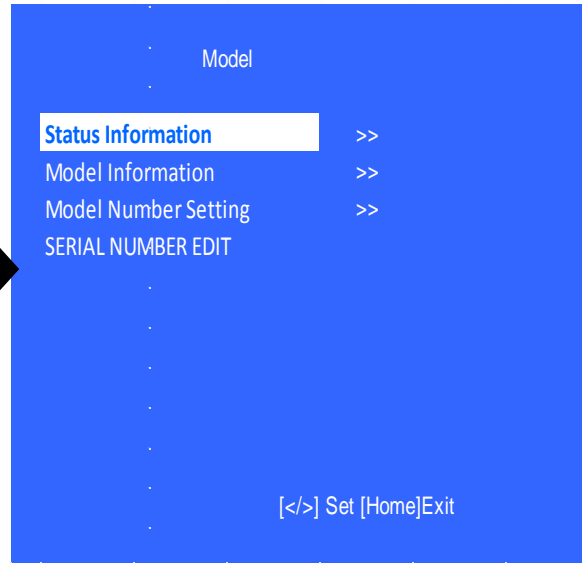 Model
Status Information >>
Model Information >>
Model Number Setting >>
SERIAL NUMBER EDIT
[</>] Set [Home]Exit